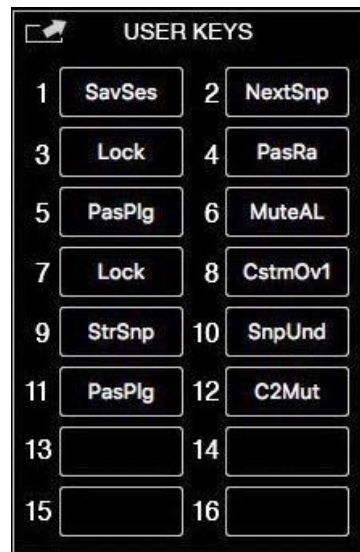 USER KEYS
1 SavSes 2 NextSnp
3 Lock 4 PasRa
5 PasPlg 6 MuteAL
7 Lock 8 CstmOv1
9 StrSnp 10 SnpUnd
11 PasPlg 12 C2Mut
13 14
15 16